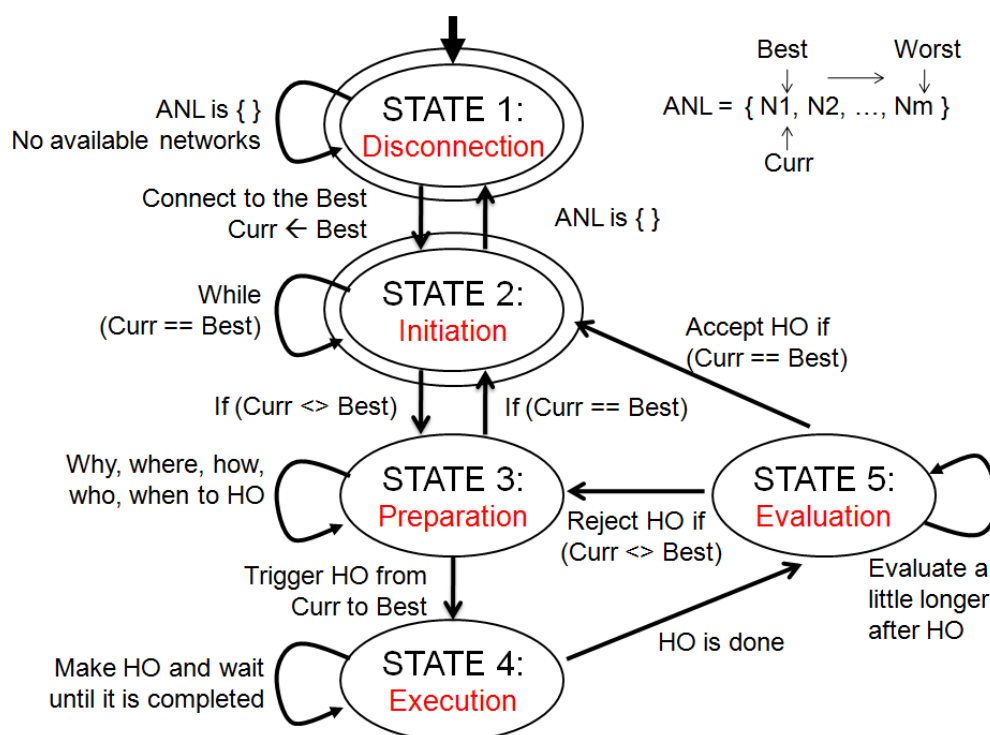 Best
Worst
ANL = { N1, N2, ..., Nm }
Curr
STATE 1:
Disconnection
ANL is { }
No available networks
Connect to the Best
Curr ← Best
ANL is { }
STATE 2:
Initiation
While
(Curr == Best)
Accept HO if
(Curr == Best)
If (Curr <> Best)
If (Curr == Best)
STATE 3:
Preparation
Why, where, how,
who, when to HO
STATE 5:
Evaluation
Reject HO if
(Curr <> Best)
Evaluate a
little longer
after HO
Trigger HO from
Curr to Best
HO is done
STATE 4:
Execution
Make HO and wait
until it is completed